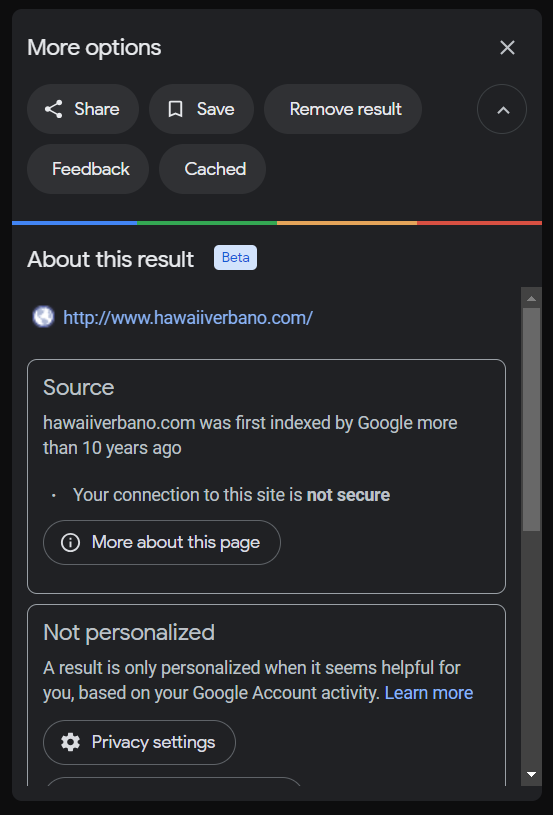 More options
Share
Save
Remove result
Feedback
Cached
About this result
Beta
http://www.hawaiiverbano.com/
Source
hawaiiverbano.com was first indexed by Google more
than 10 years ago
· Your connection to this site is not secure
More about this page
Not personalized
A result is only personalized when it seems helpful for
you, based on your Google Account activity. Learn more
Privacy settings